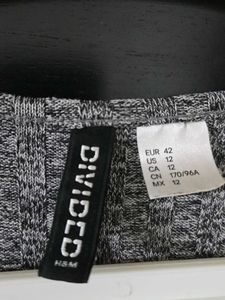 DIVIDED
H&M
EUR 42
US 12
CA 12
CN 170/96A
MX 12